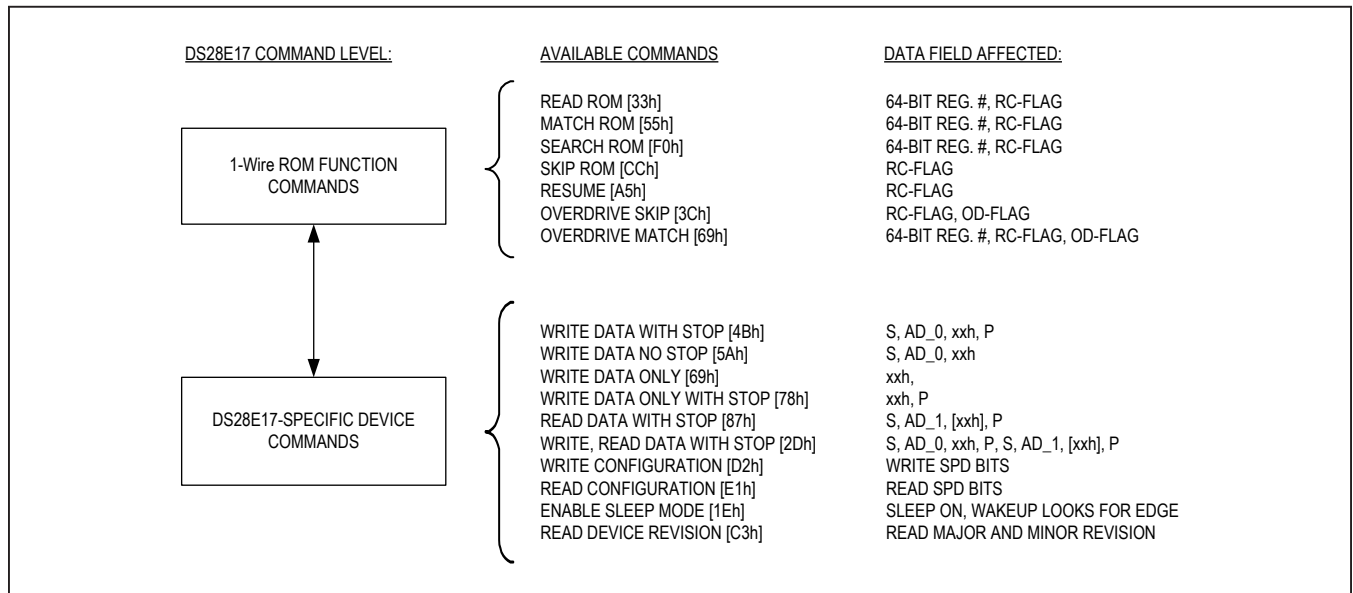 DS28E17 COMMAND LEVEL: AVAILABLE COMMANDS DATA FIELD AFFECTED:
READ ROM [33h] 64-BIT REG. #, RC-FLAG
MATCH ROM [55h] 64-BIT REG. #, RC-FLAG
SEARCH ROM [F0h] 64-BIT REG. #, RC-FLAG
1-Wire ROM FUNCTION
COMMANDS
SKIP ROM [CCh] RC-FLAG
RESUME [A5h] RC-FLAG
OVERDRIVE SKIP [3Ch] RC-FLAG, OD-FLAG
OVERDRIVE MATCH [69h] 64-BIT REG. #, RC-FLAG, OD-FLAG
WRITE DATA WITH STOP [4Bh] S, AD_0, xxh, P
WRITE DATA NO STOP [5Ah] S, AD_0, xxh
WRITE DATA ONLY [69h] xxh,
WRITE DATA ONLY WITH STOP [78h] xxh, P
READ DATA WITH STOP [87h] S, AD_1, [xxh], P
DS28E17-SPECIFIC DEVICE
COMMANDS
WRITE, READ DATA WITH STOP [2Dh] S, AD_0, xxh, P, S, AD_1, [xxh], P
WRITE CONFIGURATION [D2h] WRITE SPD BITS
READ CONFIGURATION [E1h] READ SPD BITS
ENABLE SLEEP MODE [1Eh] SLEEP ON, WAKEUP LOOKS FOR EDGE
READ DEVICE REVISION [C3h] READ MAJOR AND MINOR REVISION